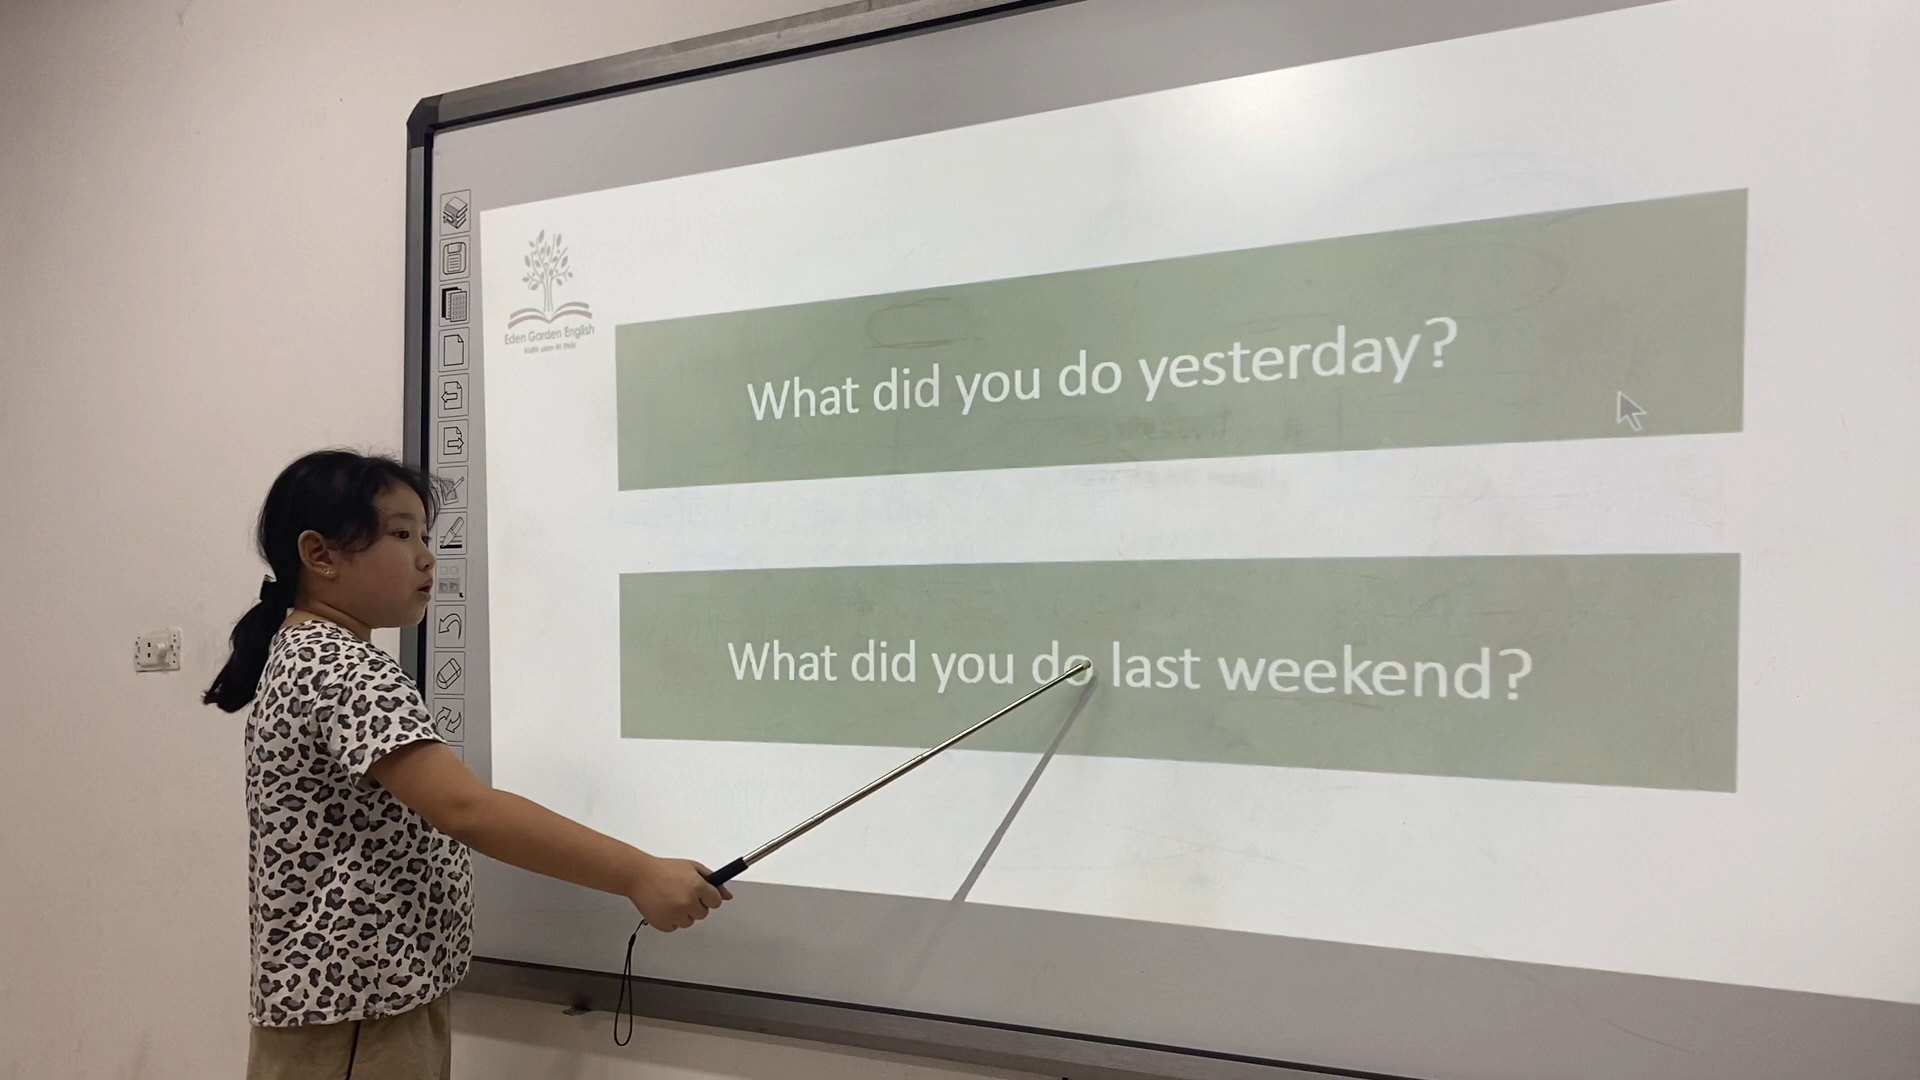 Eden Garden English
What did you do yesterday?
What did you do last weekend?